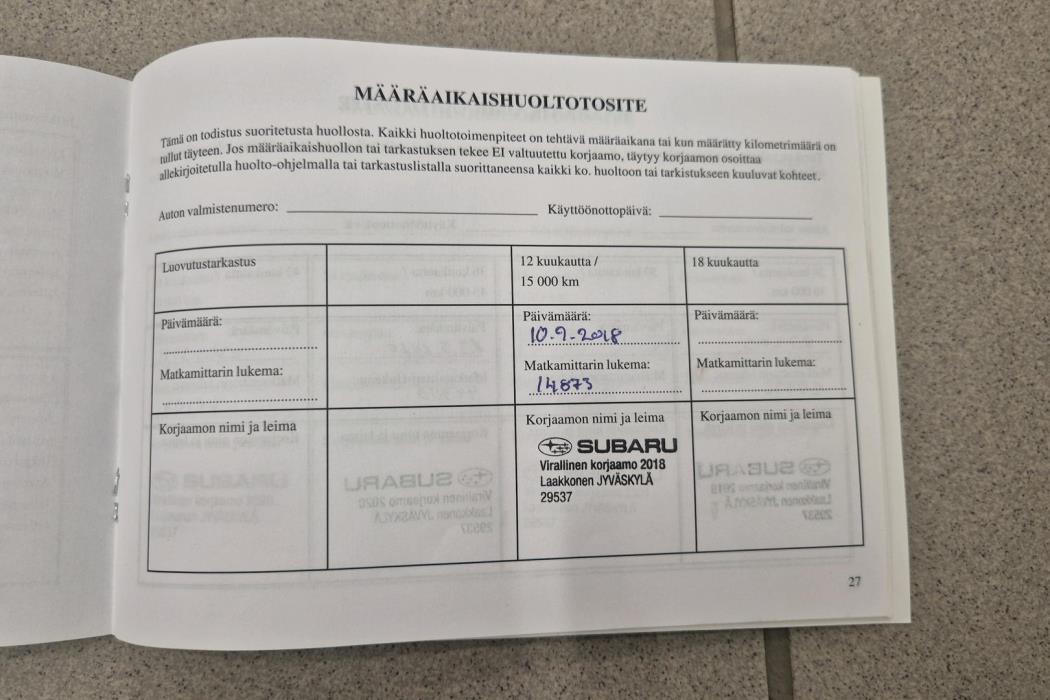 MÄÄRÄAIKAISHUOLTOTOSITE
Tämä on todistus suoritetusta huollosta. Kaikki huoltotoimenpiteet on tehtävä määräaikana tai kun määrätty kilometrimäärä on
tullut täyteen. Jos määräaikaishuollon tai tarkastuksen tekee EI valtuutettu korjaamo, täytyy korjaamon osoittaa
allekirjoitetulla huolto-ohjelmalla tai tarkastuslistalla suorittaneensa kaikki ko. huoltoon tai tarkistukseen kuuluvat kohteet.
Auton valmistenumero: Käyttöönottopäivä:
Luovutustarkastus
12 kuukautta /
15 000 km
18 kuukautta
Päivämäärä:
Matkamittarin lukema:
Päivämäärä:
10.9.2018
Matkamittarin lukema:
14873
Päivämäärä:
Matkamittarin lukema:
Korjaamon nimi ja leima
Korjaamon nimi ja leima
SUBARU
Virallinen korjaamo 2018
Laakkonen JYVÄSKYLÄ
29537
Korjaamon nimi ja leima
27